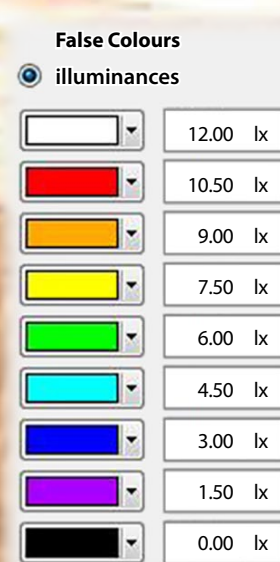 False Colours
illuminances
12.00 lx
10.50 lx
9.00 lx
7.50 lx
6.00 lx
4.50 lx
3.00 lx
1.50 lx
0.00 lx